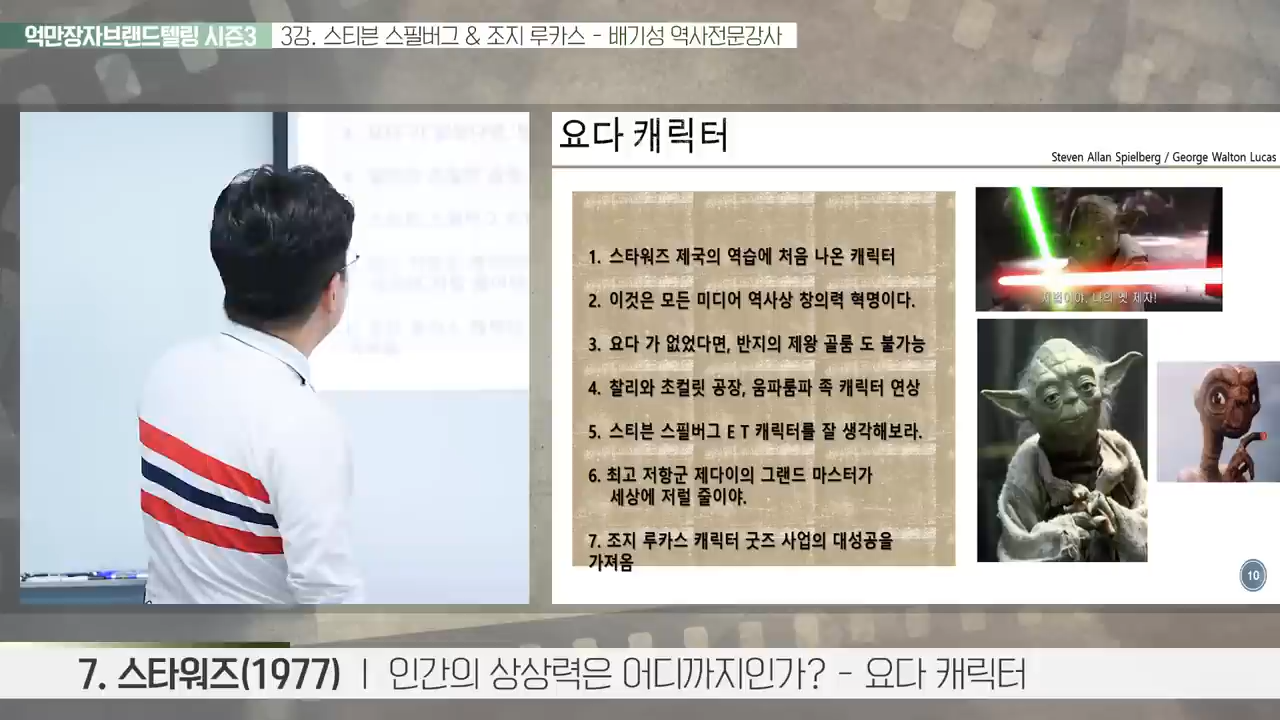 억만장자브랜드텔링 시즌3
3강. 스티븐 스필버그 & 조지 루카스 - 배기성 역사전문강사
요다 캐릭터
Steven Allan Spielberg / George Walton Lucas
1. 스타워즈 제국의 역습에 처음 나온 캐릭터
2. 이것은 모든 미디어 역사상 창의력 혁명이다.
3. 요다 가 없었다면, 반지의 제왕 골룸 도 불가능
4. 찰리와 초컬릿 공장, 움파룸파 족 캐릭터 연상
5. 스티븐 스필버그 E T 캐릭터를 잘 생각해보라.
6. 최고 저항군 제다이의 그랜드 마스터가
세상에 저럴 줄이야.
7. 조지 루카스 캐릭터 굿즈 사업의 대성공을
가져옴
나의 옛 제자!
10
7. 스타워즈(1977) | 인간의 상상력은 어디까지인가? - 요다 캐릭터